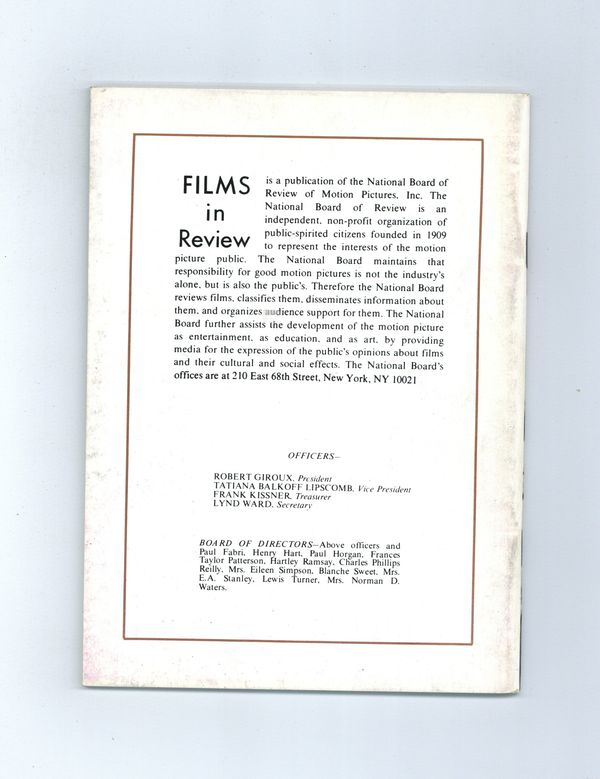 FILMS
in
Review
is a publication of the National Board of
Review of Motion Pictures, Inc. The
National Board of Review is an
independent, non-profit organization of
public-spirited citizens founded in 1909
to represent the interests of the motion
picture public. The National Board maintains that
responsibility for good motion pictures is not the industry's
alone, but is also the public's. Therefore the National Board
reviews films, classifies them, disseminates information about
them, and organizes audience support for them. The National
Board further assists the development of the motion picture
as entertainment, as education, and as art, by providing
media for the expression of the public's opinions about films
and their cultural and social effects. The National Board's
offices are at 210 East 68th Street, New York, NY 10021
OFFICERS—
ROBERT GIROUX, President
TATIANA BALKOFF LIPSCOMB, Vice President
FRANK KISSNER, Treasurer
LYND WARD, Secretary
BOARD OF DIRECTORS—Above officers and
Paul Fabri, Henry Hart, Paul Horgan, Frances
Taylor Patterson, Hartley Ramsay, Charles Phillips
Reilly, Mrs. Eileen Simpson, Blanche Sweet, Mrs.
E.A. Stanley, Lewis Turner, Mrs. Norman D.
Waters.